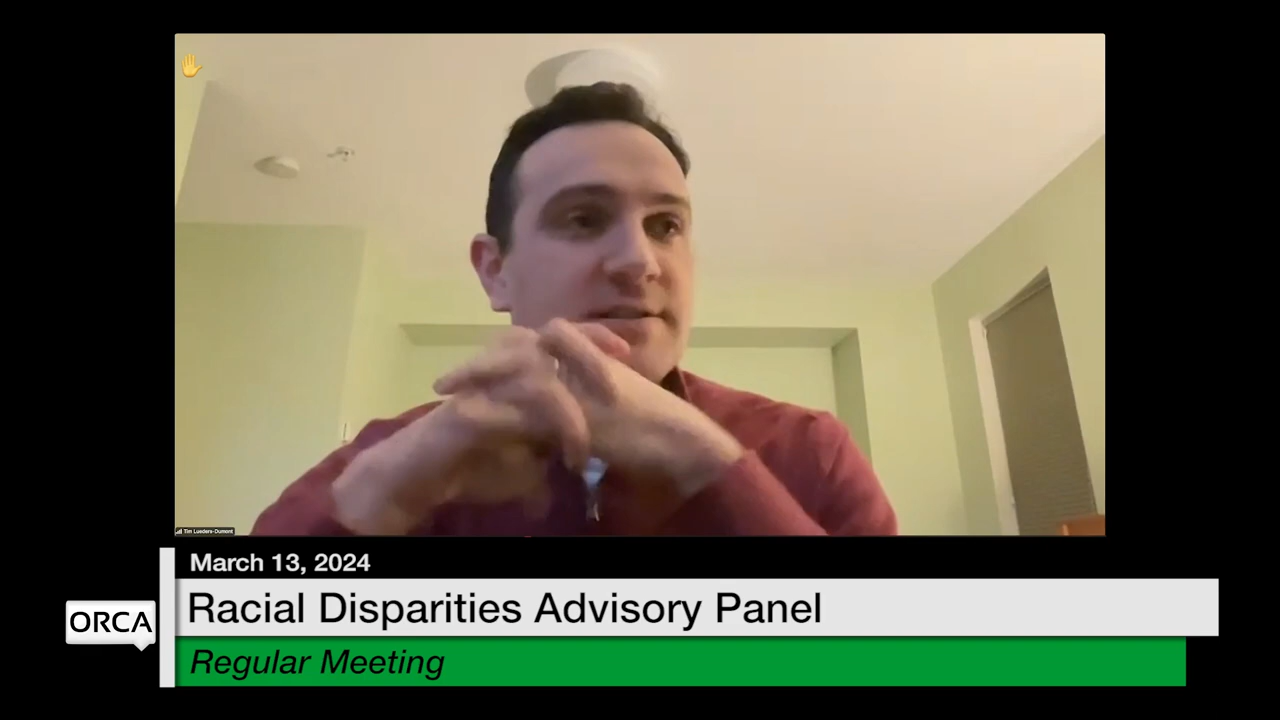 Tim Lueders-Dumont
March 13, 2024
Racial Disparities Advisory Panel
ORCA
Regular Meeting